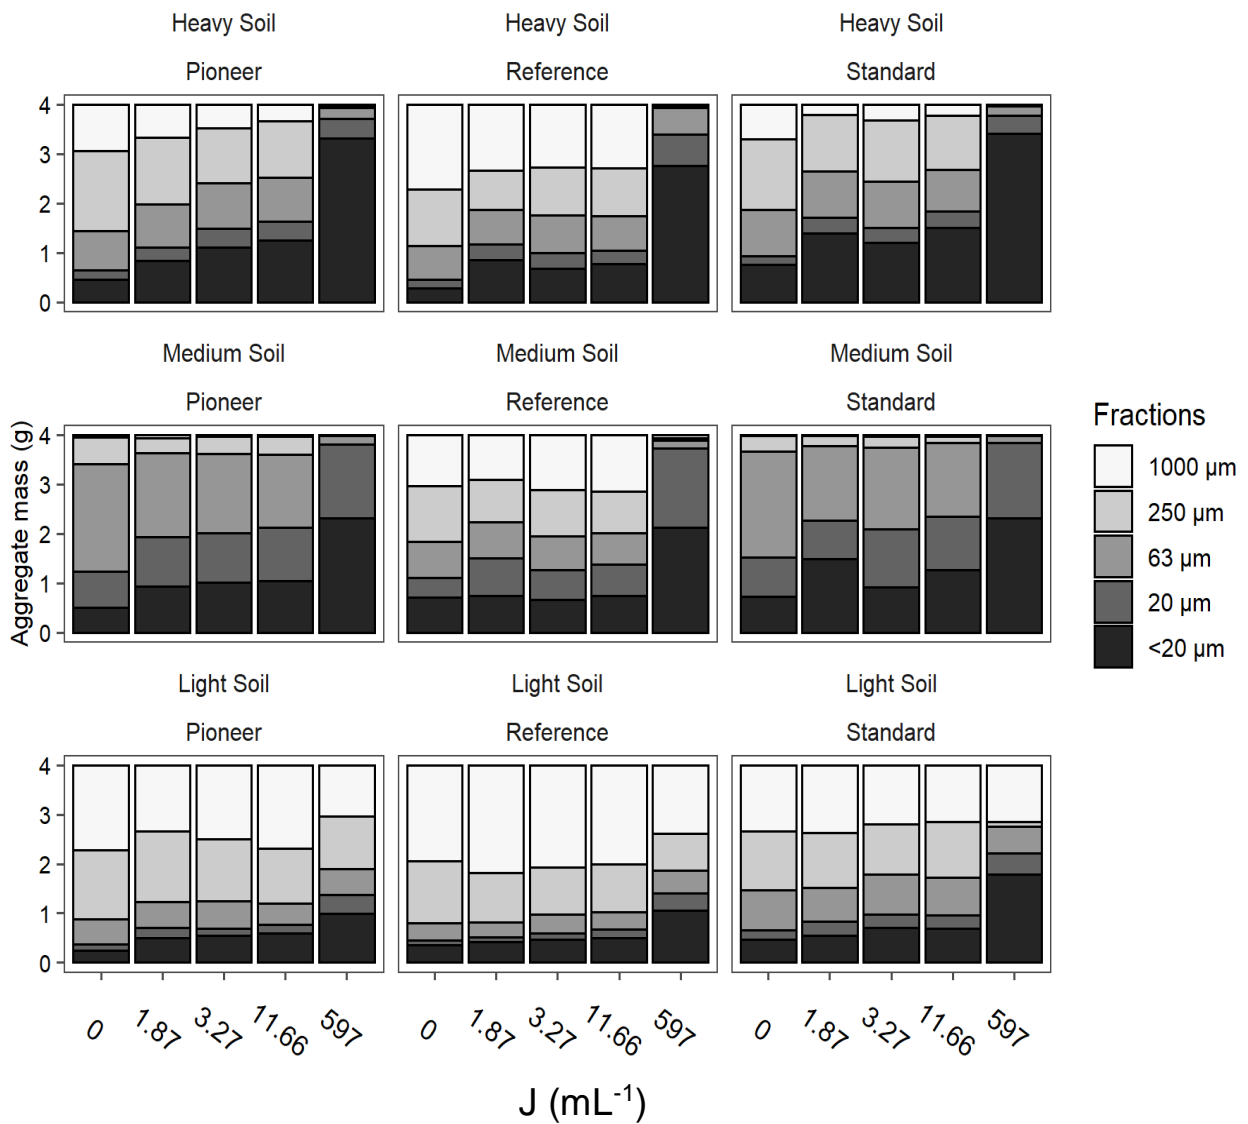 Heavy Soil
Heavy Soil
Heavy Soil
Pioneer
Reference
Standard
4
3
2
1
0
Medium Soil
Medium Soil
Medium Soil
Pioneer
Reference
Standard
Aggregate mass (g)
4
3
2
1
0
Fractions
1000 µm
250 µm
63 µm
20 µm
<20 µm
Light Soil
Light Soil
Light Soil
Pioneer
Reference
Standard
4
3
2
1
0
0 1.87 3.27 11.66 597
0 1.87 3.27 11.66 597
0 1.87 3.27 11.66 597
J (mL⁻¹)